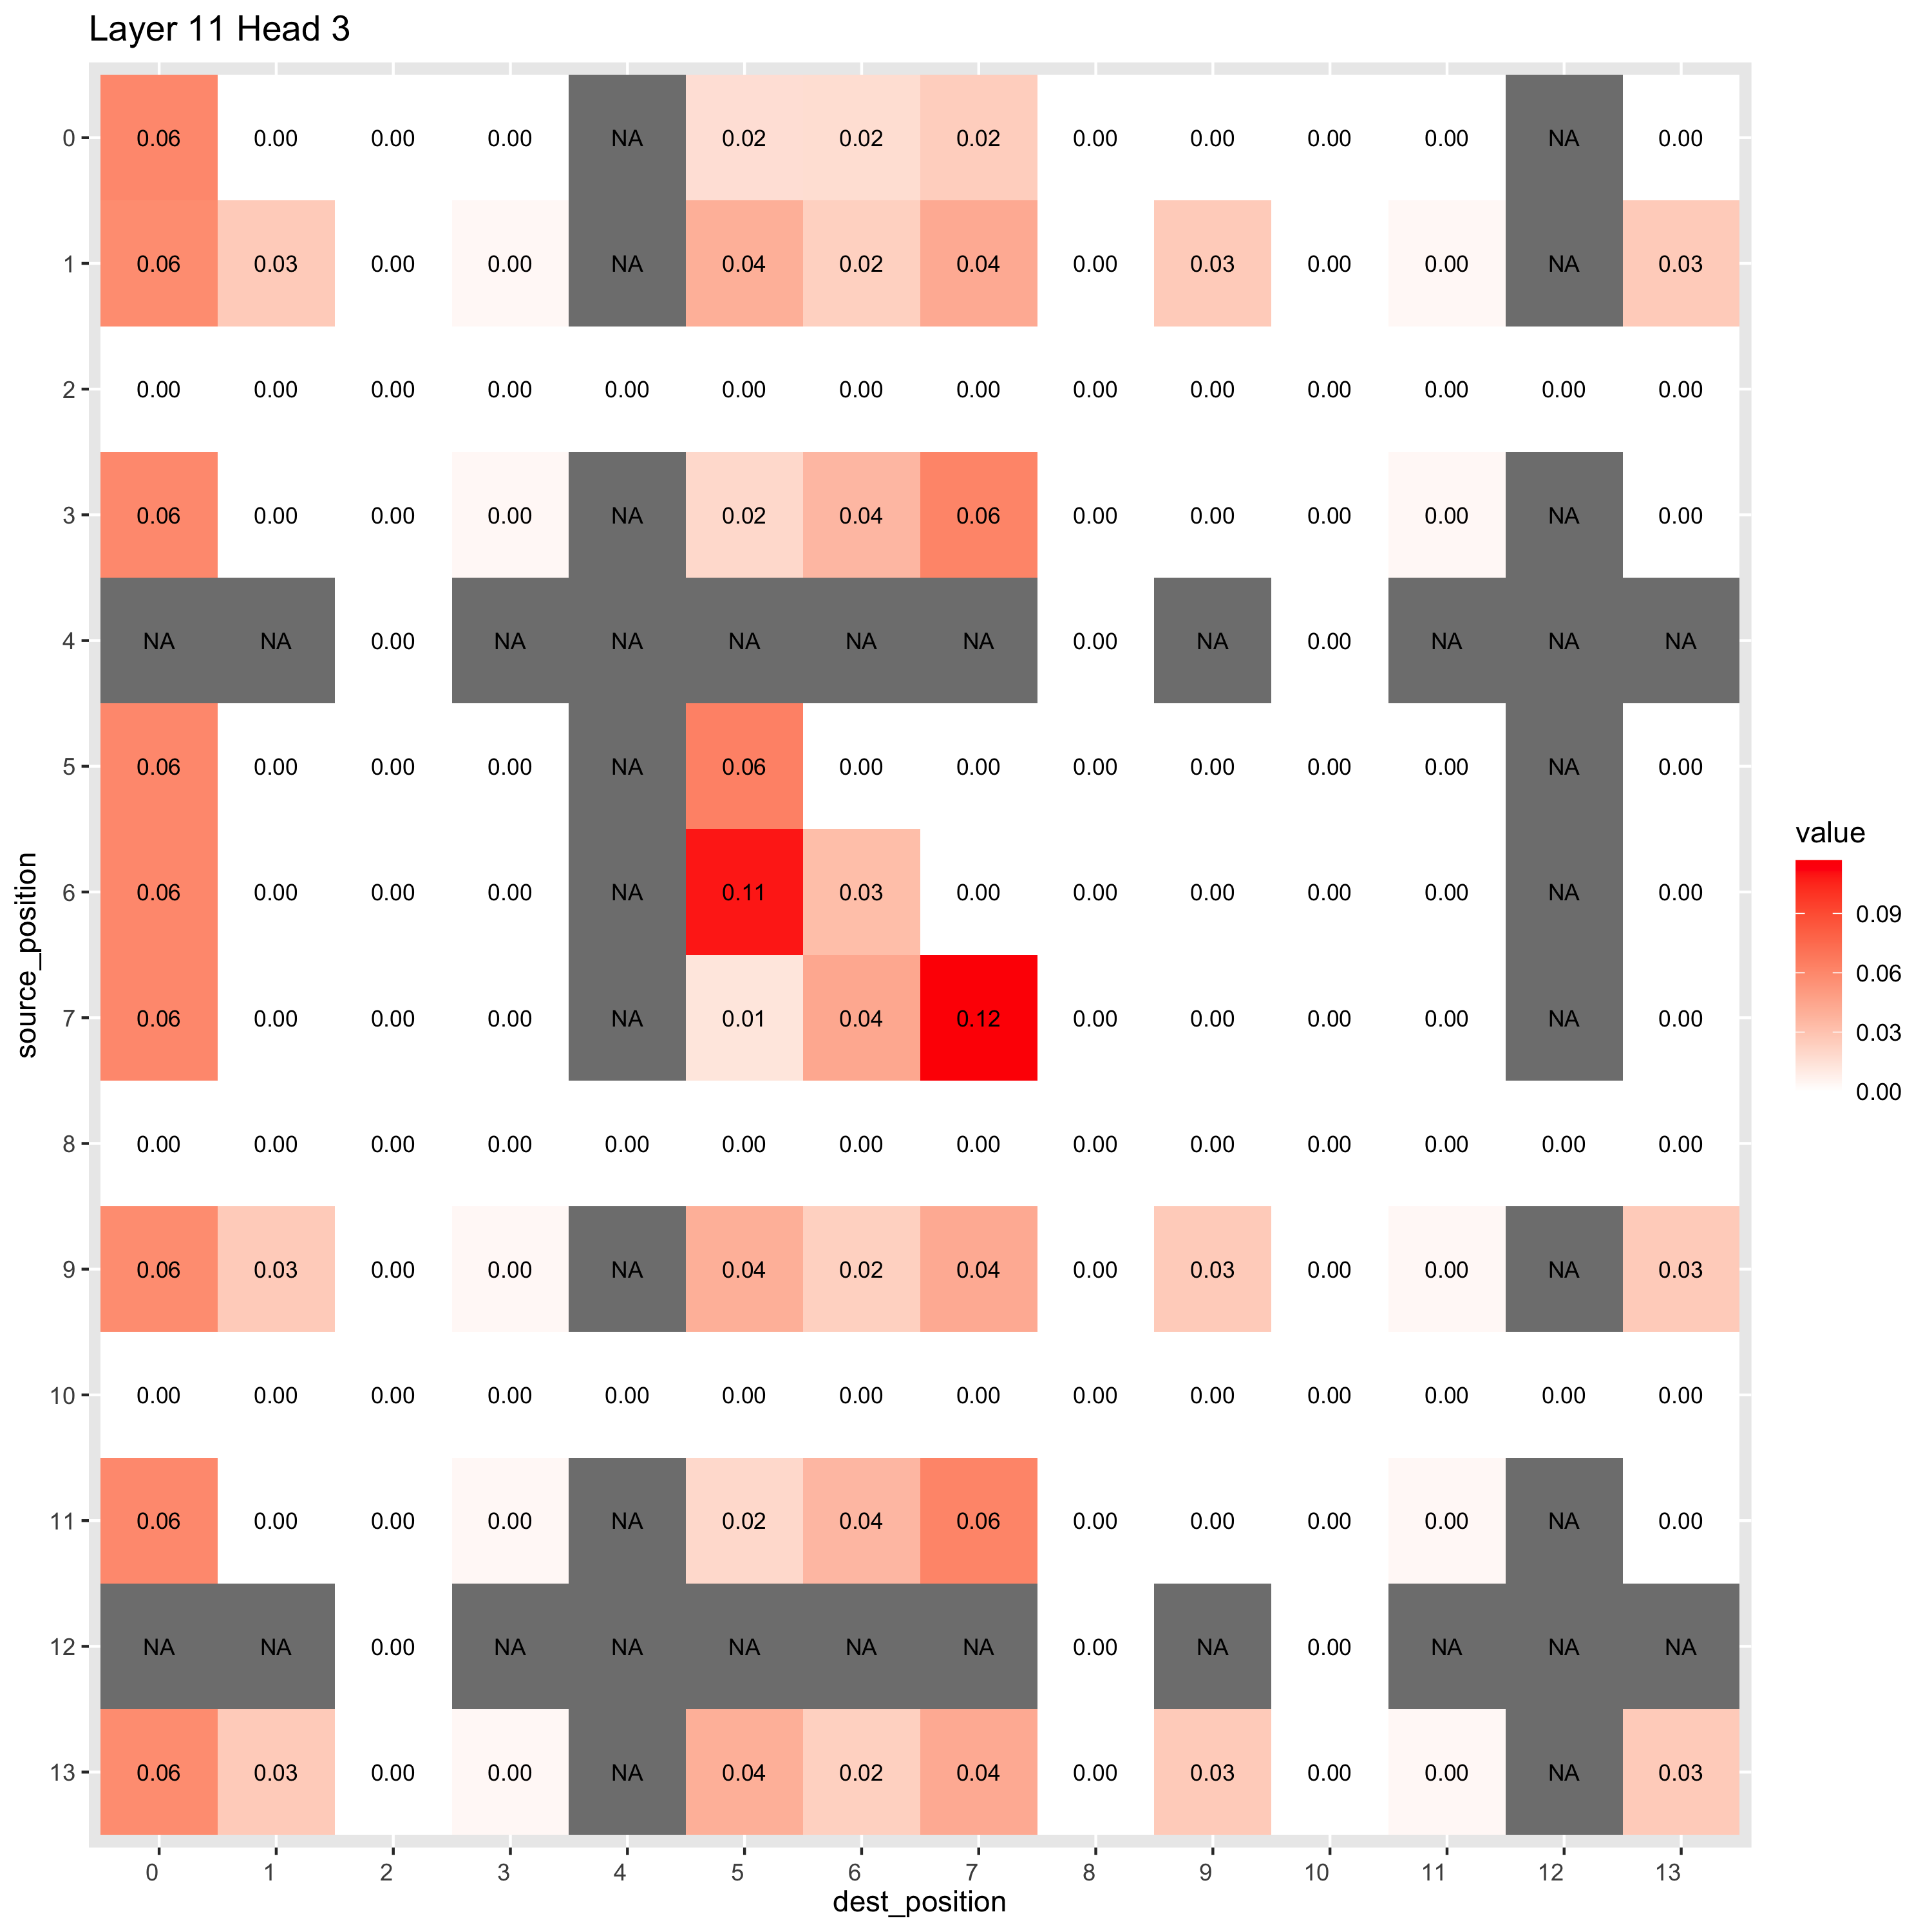 Layer 11 Head 3
0 0.06 0.00 0.00 0.00 NA 0.02 0.02 0.02 0.00 0.00 0.00 0.00 NA 0.00
1 0.06 0.03 0.00 0.00 NA 0.04 0.02 0.04 0.00 0.03 0.00 0.00 NA 0.03
2 0.00 0.00 0.00 0.00 0.00 0.00 0.00 0.00 0.00 0.00 0.00 0.00 0.00 0.00
3 0.06 0.00 0.00 0.00 NA 0.02 0.04 0.06 0.00 0.00 0.00 0.00 NA 0.00
4 NA NA 0.00 NA NA NA NA NA 0.00 NA 0.00 NA NA NA
5 0.06 0.00 0.00 0.00 NA 0.06 0.00 0.00 0.00 0.00 0.00 0.00 NA 0.00
6 0.06 0.00 0.00 0.00 NA 0.11 0.03 0.00 0.00 0.00 0.00 0.00 NA 0.00
7 0.06 0.00 0.00 0.00 NA 0.01 0.04 0.12 0.00 0.00 0.00 0.00 NA 0.00
8 0.00 0.00 0.00 0.00 0.00 0.00 0.00 0.00 0.00 0.00 0.00 0.00 0.00 0.00
9 0.06 0.03 0.00 0.00 NA 0.04 0.02 0.04 0.00 0.03 0.00 0.00 NA 0.03
10 0.00 0.00 0.00 0.00 0.00 0.00 0.00 0.00 0.00 0.00 0.00 0.00 0.00 0.00
11 0.06 0.00 0.00 0.00 NA 0.02 0.04 0.06 0.00 0.00 0.00 0.00 NA 0.00
12 NA NA 0.00 NA NA NA NA NA 0.00 NA 0.00 NA NA NA
13 0.06 0.03 0.00 0.00 NA 0.04 0.02 0.04 0.00 0.03 0.00 0.00 NA 0.03
0 1 2 3 4 5 6 7 8 9 10 11 12 13
dest_position
source_position
value
0.09
0.06
0.03
0.00